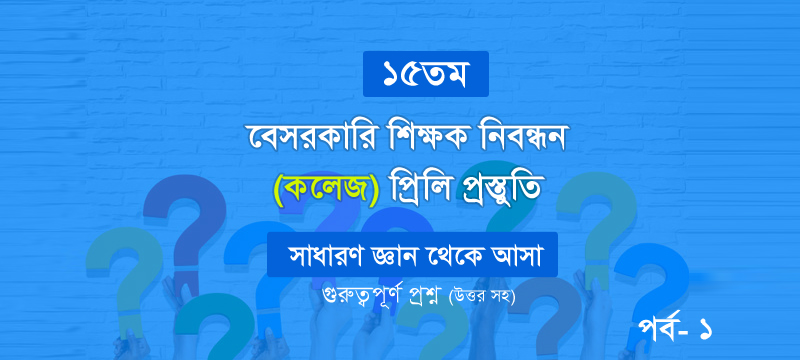 ১৫তম
বেসরকারি শিক্ষক নিবন্ধন
(কলেজ) প্রিলি প্রস্তুতি
সাধারণ জ্ঞান থেকে আসা
গুরুত্বপূর্ণ প্রশ্ন (উত্তর সহ)
পর্ব- ১